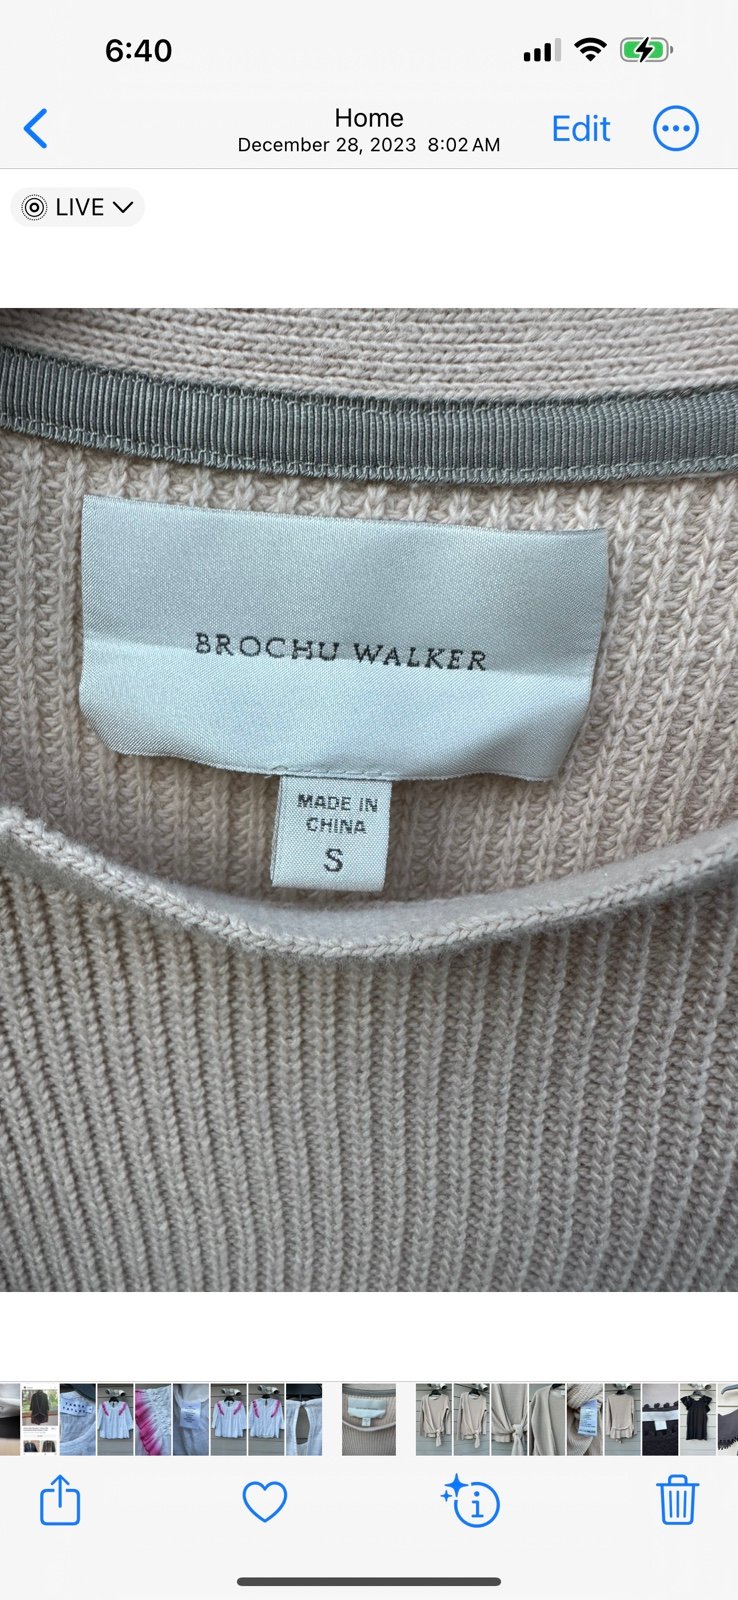 6:40
Home
Edit
December 28, 2023 8:02 AM
LIVE
BROCHU WALKER
MADE IN
CHINA
S